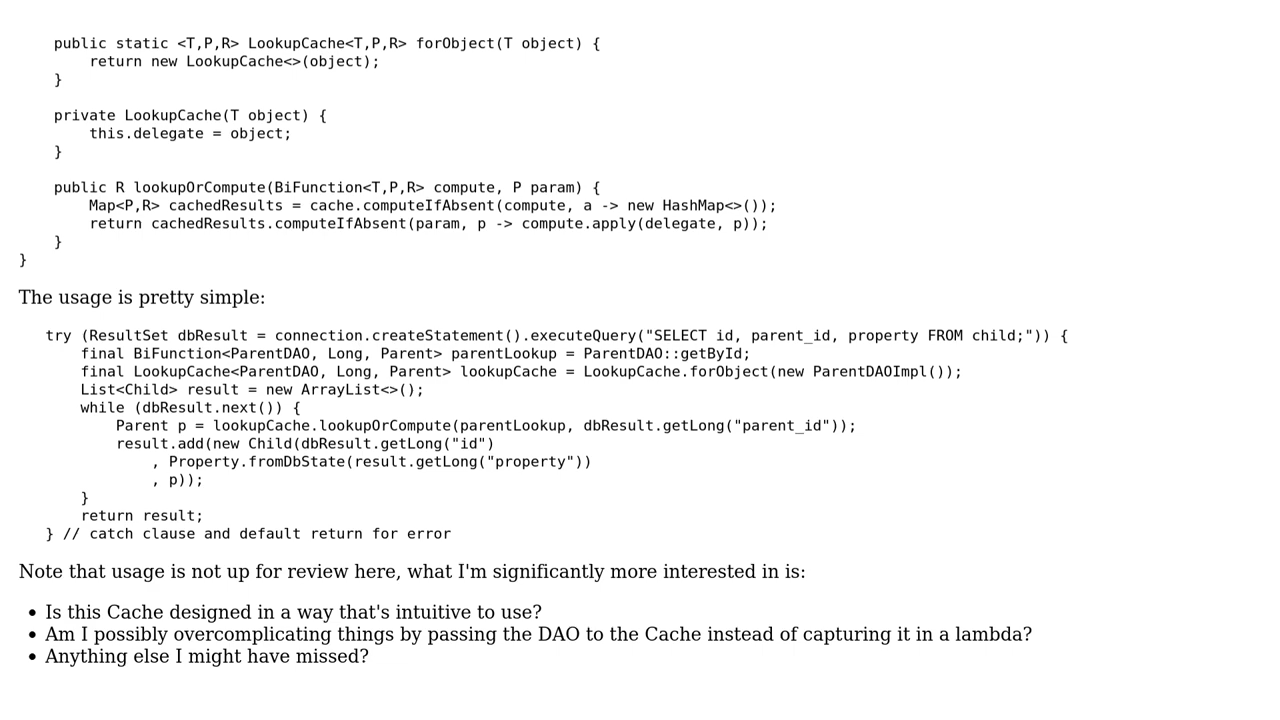 public static <T,P,R> LookupCache<T,P,R> forObject(T object) {
return new LookupCache<>(object);
}
private LookupCache(T object) {
this.delegate = object;
}
public R lookupOrCompute(BiFunction<T,P,R> compute, P param) {
Map<P,R> cachedResults = cache.computeIfAbsent(compute, a -> new HashMap<>());
return cachedResults.computeIfAbsent(param, p -> compute.apply(delegate, p));
}
}
The usage is pretty simple:
try (ResultSet dbResult = connection.createStatement().executeQuery("SELECT id, parent_id, property FROM child;")) {
final BiFunction<ParentDAO, Long, Parent> parentLookup = ParentDAO::getById;
final LookupCache<ParentDAO, Long, Parent> lookupCache = LookupCache.forObject(new ParentDAOImpl());
List<Child> result = new ArrayList<>();
while (dbResult.next()) {
Parent p = lookupCache.lookupOrCompute(parentLookup, dbResult.getLong("parent_id"));
result.add(new Child(dbResult.getLong("id")
, Property.fromDbState(result.getLong("property"))
, p));
}
return result;
} // catch clause and default return for error
Note that usage is not up for review here, what I'm significantly more interested in is:
• Is this Cache designed in a way that's intuitive to use?
• Am I possibly overcomplicating things by passing the DAO to the Cache instead of capturing it in a lambda?
• Anything else I might have missed?